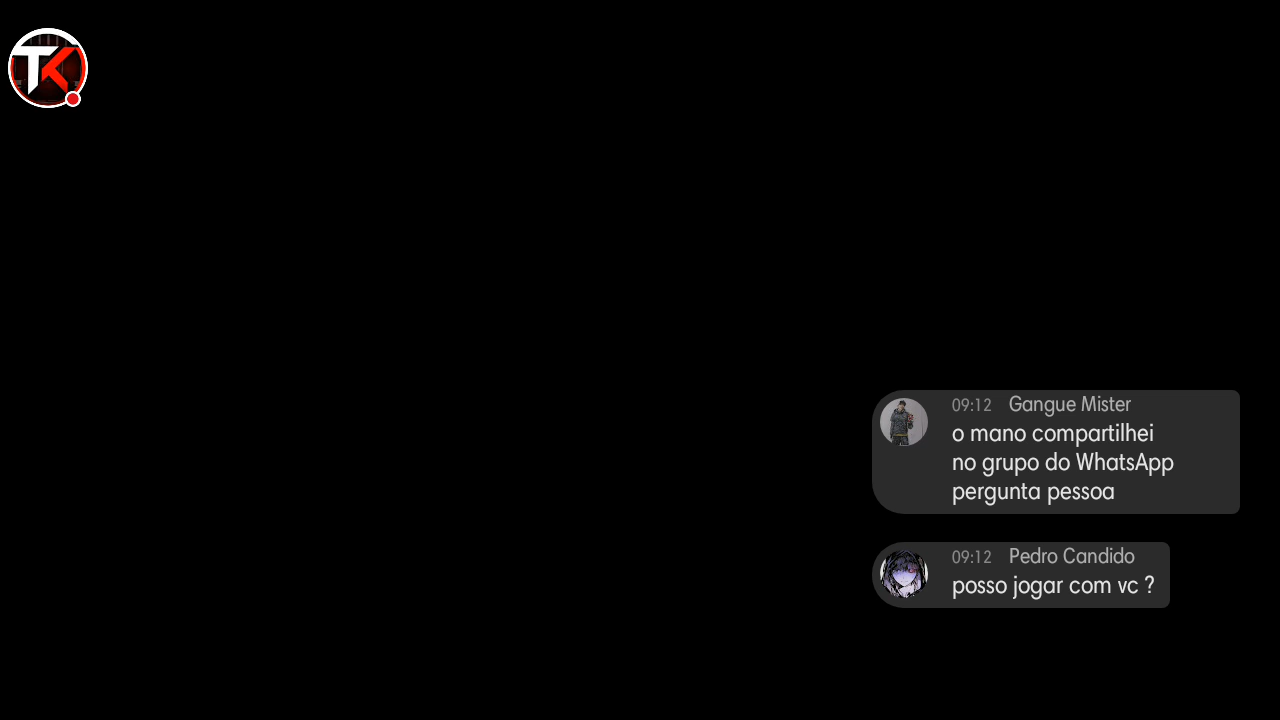 TK
09:12 Gangue Mister
o mano compartilhei
no grupo do WhatsApp
pergunta pessoa
09:12 Pedro Candido
posso jogar com vc ?